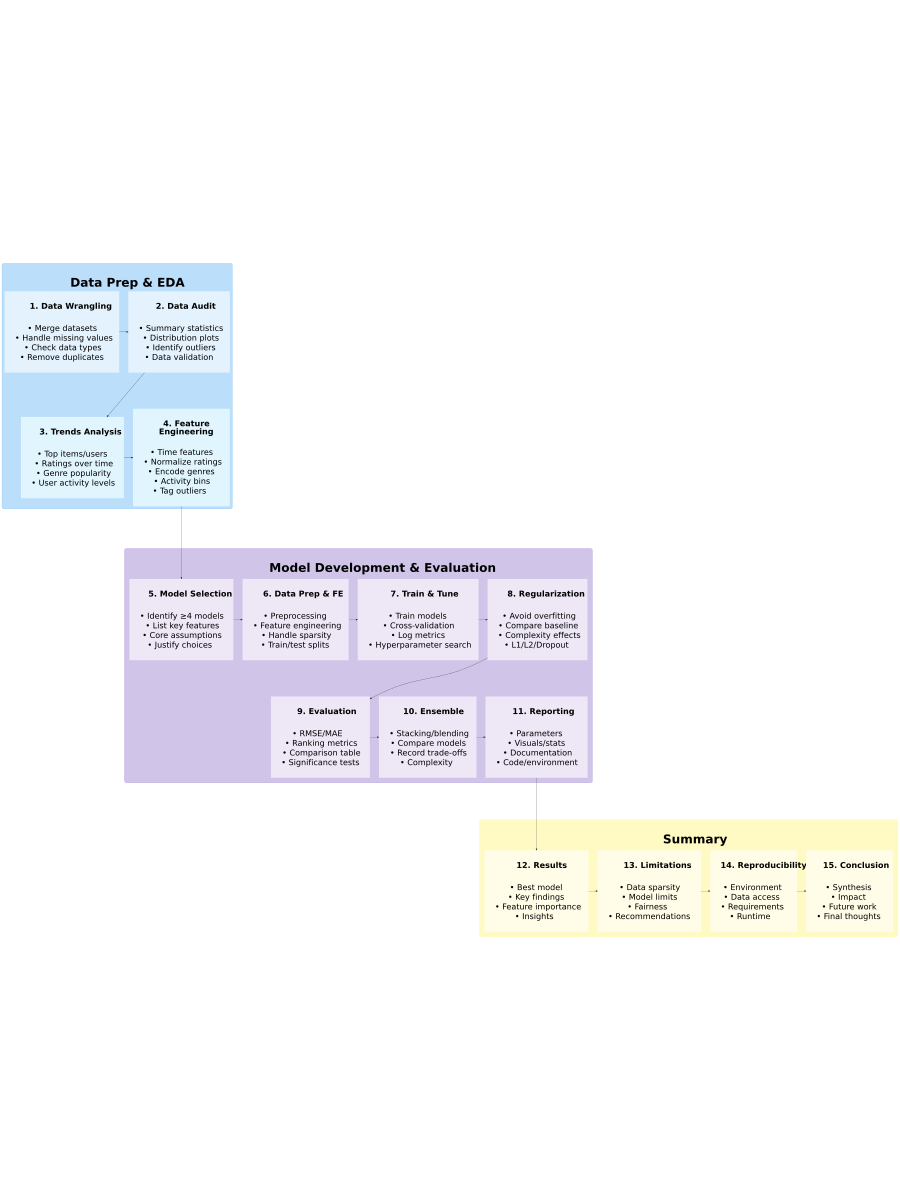 Data Prep & EDA
1. Data Wrangling
• Merge datasets
• Handle missing values
• Check data types
• Remove duplicates
2. Data Audit
• Summary statistics
• Distribution plots
• Identify outliers
• Data validation
3. Trends Analysis
• Top items/users
• Ratings over time
• Genre popularity
• User activity levels
4. Feature
Engineering
• Time features
• Normalize ratings
• Encode genres
• Activity bins
• Tag outliers
Model Development & Evaluation
5. Model Selection
• Identify ≥4 models
• List key features
• Core assumptions
• Justify choices
6. Data Prep & FE
• Preprocessing
• Feature engineering
• Handle sparsity
• Train/test splits
7. Train & Tune
• Train models
• Cross-validation
• Log metrics
• Hyperparameter search
8. Regularization
• Avoid overfitting
• Compare baseline
• Complexity effects
• L1/L2/Dropout
9. Evaluation
• RMSE/MAE
• Ranking metrics
• Comparison table
• Significance tests
10. Ensemble
• Stacking/blending
• Compare models
• Record trade-offs
• Complexity
11. Reporting
• Parameters
• Visuals/stats
• Documentation
• Code/environment
Summary
12. Results
• Best model
• Key findings
• Feature importance
• Insights
13. Limitations
• Data sparsity
• Model limits
• Fairness
• Recommendations
14. Reproducibility
• Environment
• Data access
• Requirements
• Runtime
15. Conclusion
• Synthesis
• Impact
• Future work
• Final thoughts